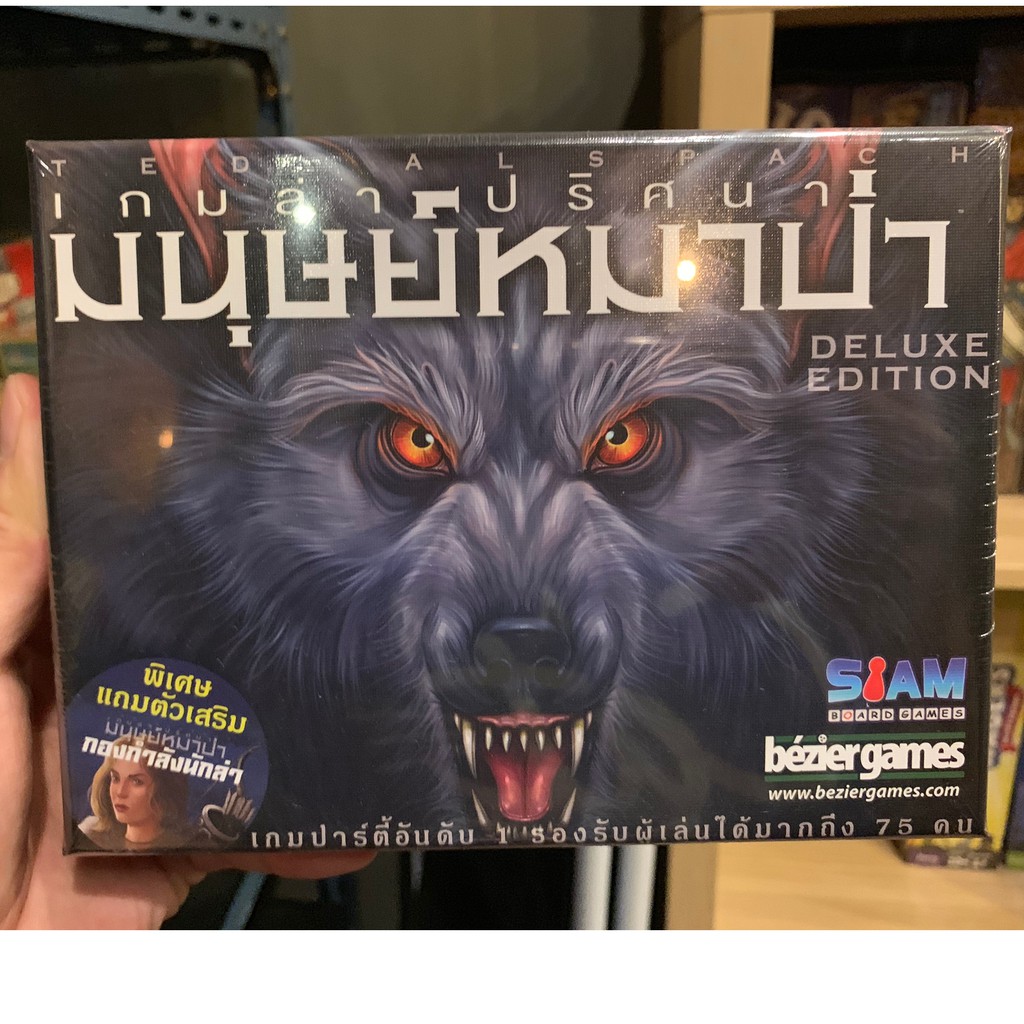 TED ALSPACH
เกมล่าปริศนา
มนุษย์หมาป่า
DELUXE
EDITION
พิเศษ
แถมตัวเสริม
มนุษย์หมาป่า
กองกำลังนักล่า
SIAM
BOARD GAMES
béziergames
www.beziergames.com
เกมปาร์ตี้อันดับ 1 รองรับผู้เล่นได้มากถึง 75 คน